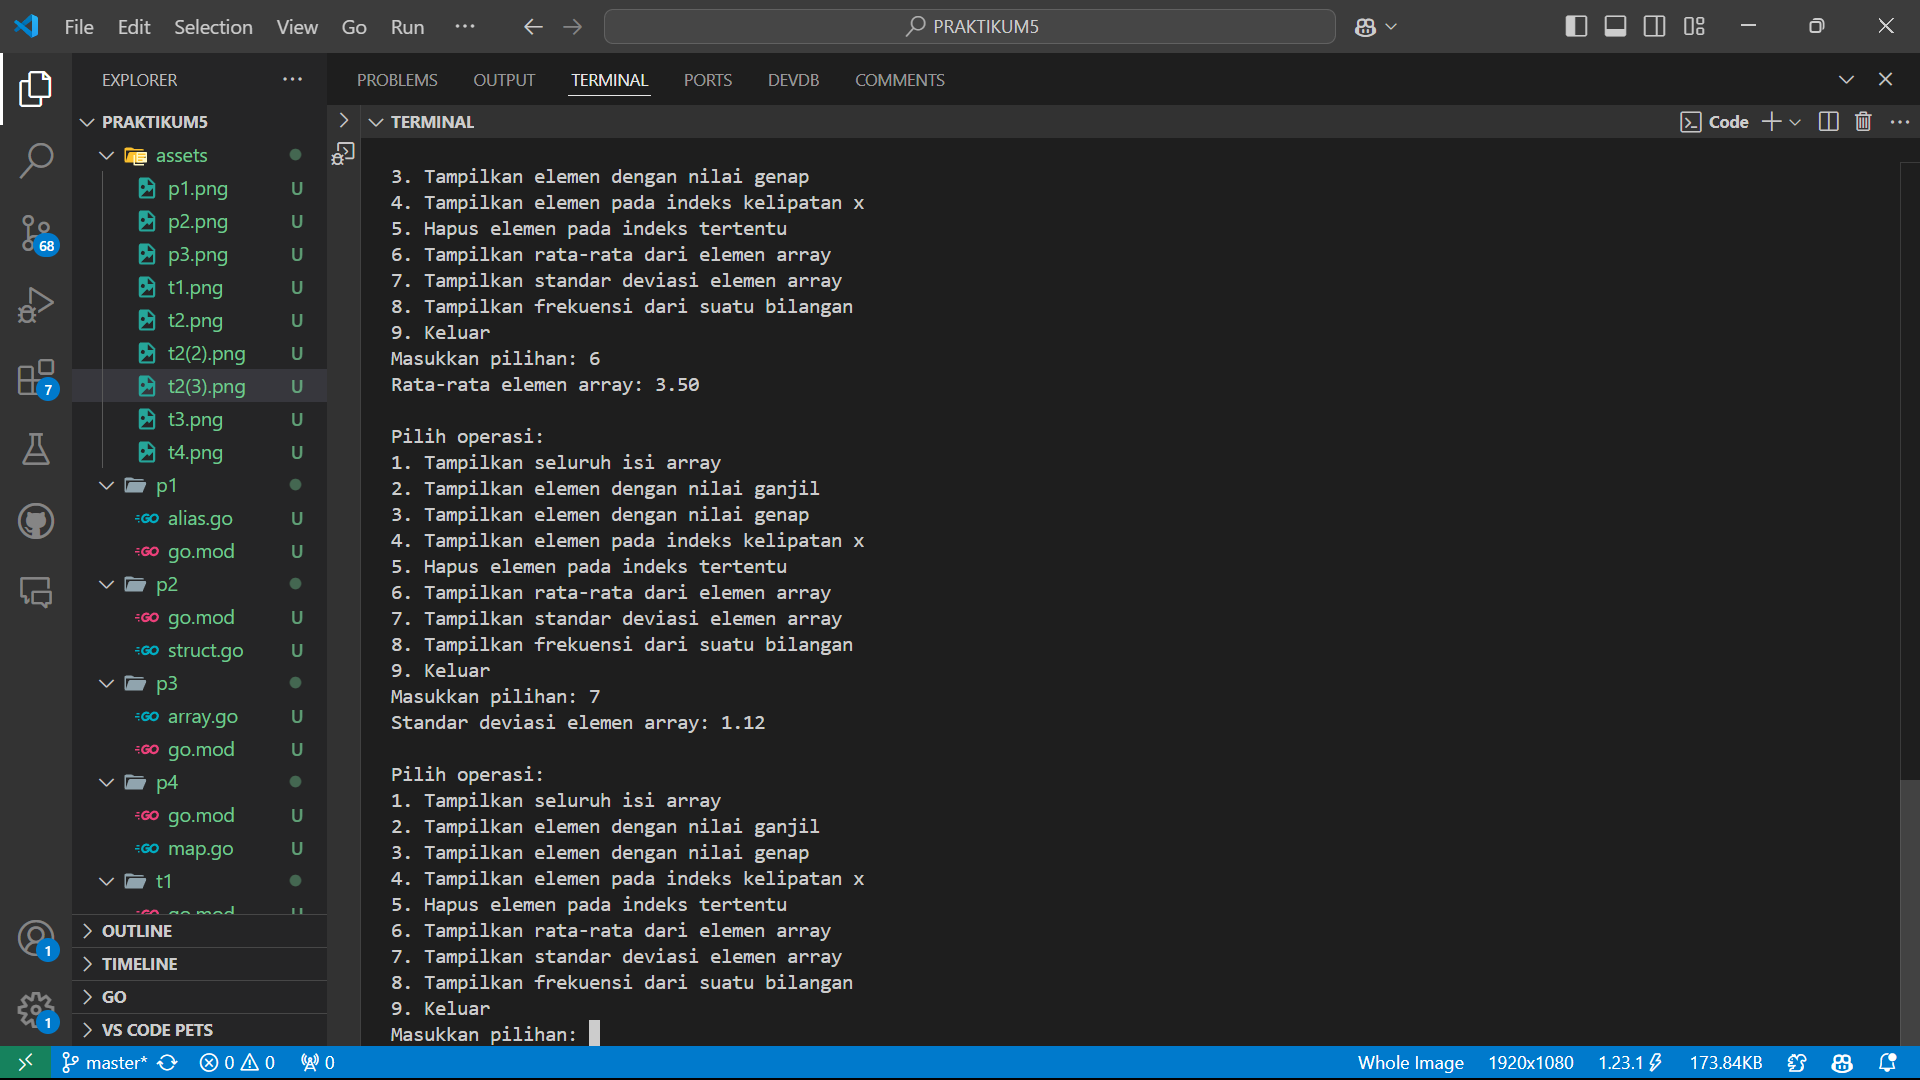 File Edit Selection View Go Run ···
PRAKTIKUM5
EXPLORER ···
PRAKTIKUM5
assets
p1.png U
p2.png U
p3.png U
t1.png U
t2.png U
t2(2).png U
t2(3).png U
t3.png U
t4.png U
p1
alias.go U
go.mod U
p2
go.mod U
struct.go U
p3
array.go U
go.mod U
p4
go.mod U
map.go U
t1
go.mod U
OUTLINE
TIMELINE
GO
VS CODE PETS
68
7
1
1
PROBLEMS OUTPUT TERMINAL PORTS DEVDB COMMENTS
TERMINAL
Code
3. Tampilkan elemen dengan nilai genap
4. Tampilkan elemen pada indeks kelipatan x
5. Hapus elemen pada indeks tertentu
6. Tampilkan rata-rata dari elemen array
7. Tampilkan standar deviasi elemen array
8. Tampilkan frekuensi dari suatu bilangan
9. Keluar
Masukkan pilihan: 6
Rata-rata elemen array: 3.50
Pilih operasi:
1. Tampilkan seluruh isi array
2. Tampilkan elemen dengan nilai ganjil
3. Tampilkan elemen dengan nilai genap
4. Tampilkan elemen pada indeks kelipatan x
5. Hapus elemen pada indeks tertentu
6. Tampilkan rata-rata dari elemen array
7. Tampilkan standar deviasi elemen array
8. Tampilkan frekuensi dari suatu bilangan
9. Keluar
Masukkan pilihan: 7
Standar deviasi elemen array: 1.12
Pilih operasi:
1. Tampilkan seluruh isi array
2. Tampilkan elemen dengan nilai ganjil
3. Tampilkan elemen dengan nilai genap
4. Tampilkan elemen pada indeks kelipatan x
5. Hapus elemen pada indeks tertentu
6. Tampilkan rata-rata dari elemen array
7. Tampilkan standar deviasi elemen array
8. Tampilkan frekuensi dari suatu bilangan
9. Keluar
Masukkan pilihan:
master* 0 0 0 Whole Image 1920x1080 1.23.1 173.84KB